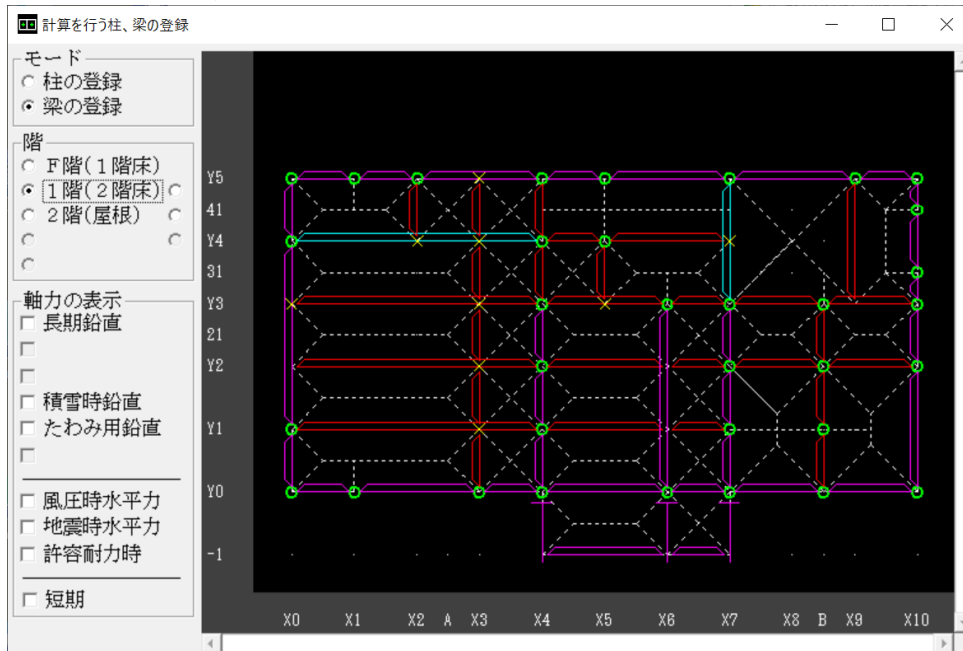 計算を行う柱、梁の登録
モード
柱の登録
梁の登録
階
F階(1階床)
1階(2階床)
2階(屋根)
軸力の表示
長期鉛直
積雪時鉛直
たわみ用鉛直
風圧時水平力
地震時水平力
許容耐力時
短期
Y5
41
Y4
31
Y3
21
Y2
Y1
Y0
-1
X0 X1 X2 A X3 X4 X5 X6 X7 X8 B X9 X10